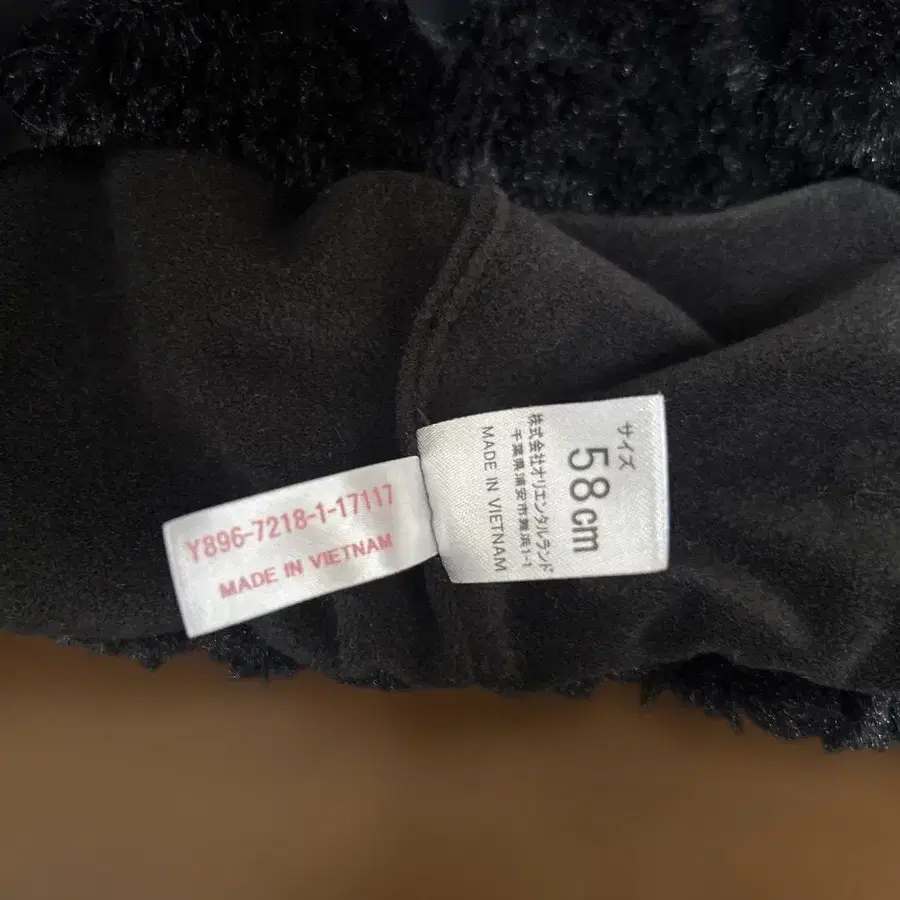 Y896-7218-1-17117
MADE IN VIETNAM
サイズ
58cm
株式会社オリエンタルランド
千葉県浦安市舞浜1-1
MADE IN VIETNAM